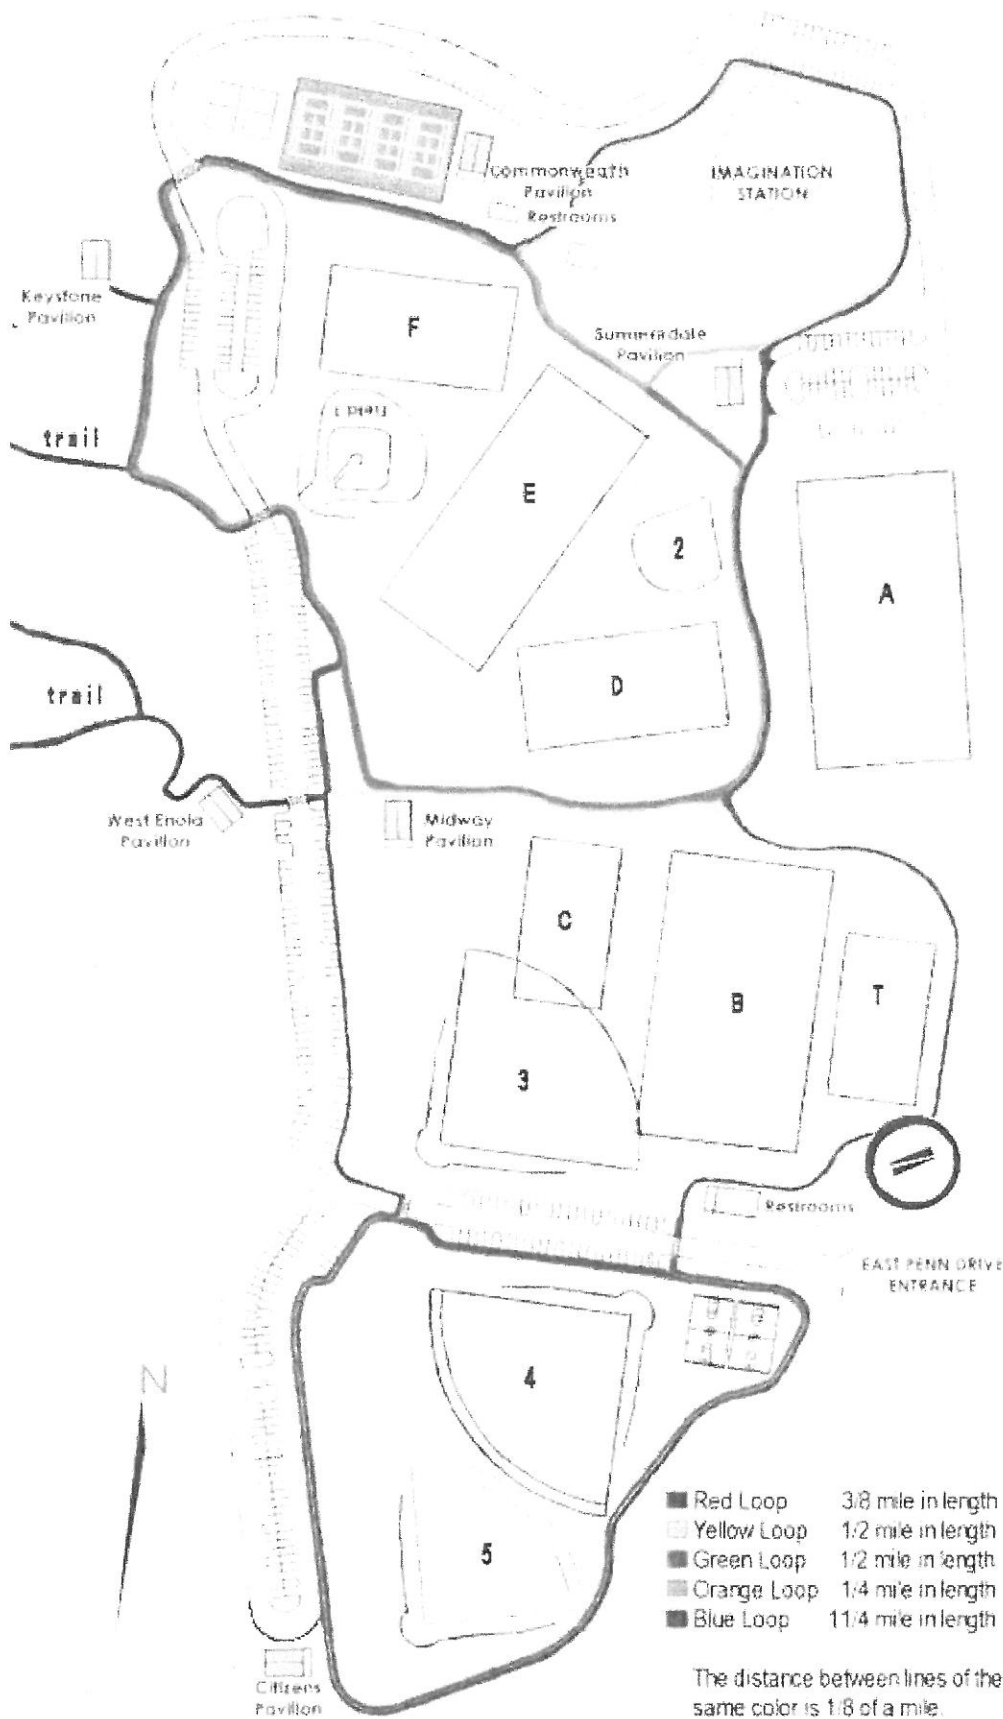 Commonweath
Pavilion
Restrooms
IMAGINATION
STATION
Keystone
Pavilion
F
Summerdale
Pavilion
Field 1
trail
E
2
A
D
trail
West Enola
Pavilion
Midway
Pavilion
C
B
T
3
Restrooms
EAST PENN DRIVE
ENTRANCE
4
N
5
Citizens
Pavilion
Red Loop 3/8 mile in length
Yellow Loop 1/2 mile in length
Green Loop 1/2 mile in length
Orange Loop 1/4 mile in length
Blue Loop 11/4 mile in length
The distance between lines of the
same color is 1/8 of a mile.